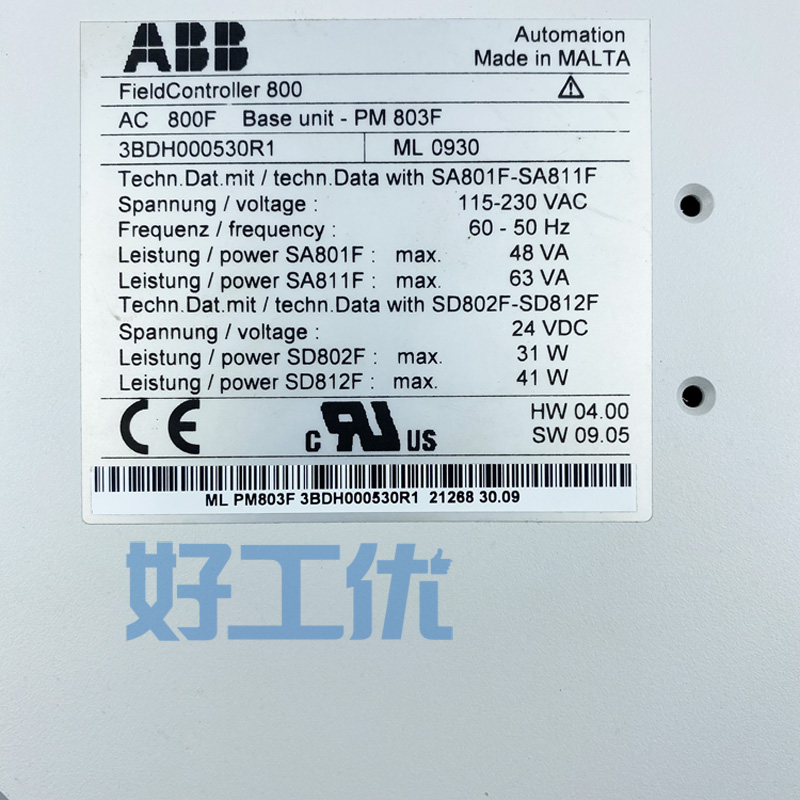 ABB
Automation
Made in MALTA
FieldController 800
AC 800F Base unit - PM 803F
3BDH000530R1 ML 0930
Techn.Dat.mit / techn.Data with SA801F-SA811F
Spannung / voltage : 115-230 VAC
Frequenz / frequency : 60 - 50 Hz
Leistung / power SA801F : max. 48 VA
Leistung / power SA811F : max. 63 VA
Techn.Dat.mit / techn.Data with SD802F-SD812F
Spannung / voltage : 24 VDC
Leistung / power SD802F : max. 31 W
Leistung / power SD812F : max. 41 W
CE c RU US
HW 04.00
SW 09.05
ML PM803F 3BDH000530R1 21268 30.09
好工优